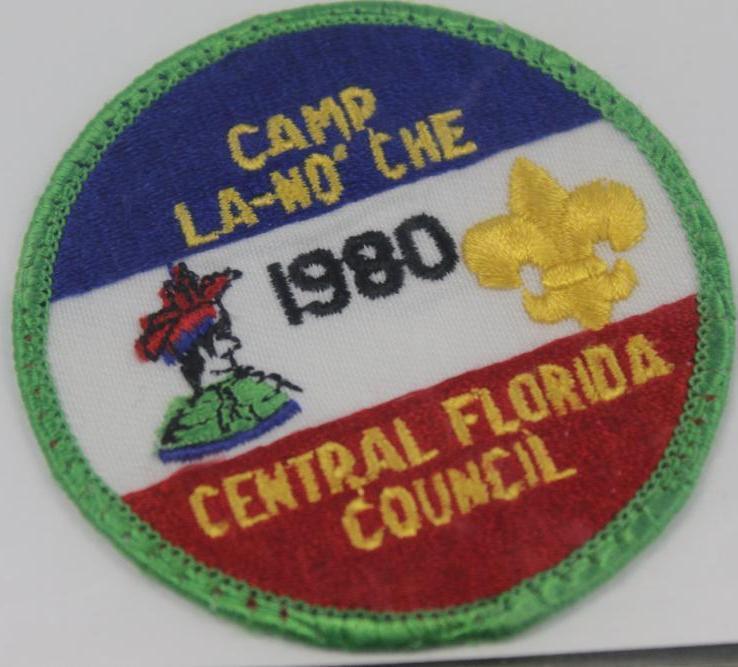 CAMP
LA-NO' CHE
1980
CENTRAL FLORIDA
COUNCIL